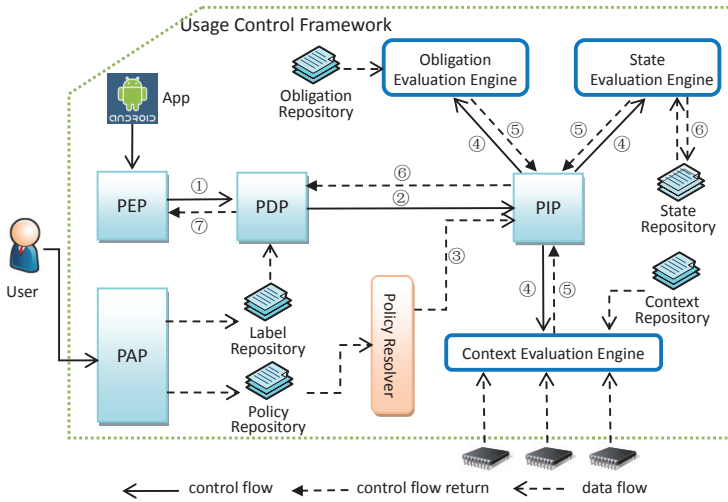 Usage Control Framework
App
ANDROID
Obligation
Repository
Obligation
Evaluation Engine
State
Evaluation Engine
④
⑤
⑤
④
⑥
State
Repository
PEP
①
⑦
PDP
⑥
②
PIP
③
④
⑤
User
PAP
Label
Repository
Policy
Repository
Policy Resolver
Context
Repository
Context Evaluation Engine
control flow
control flow return
data flow